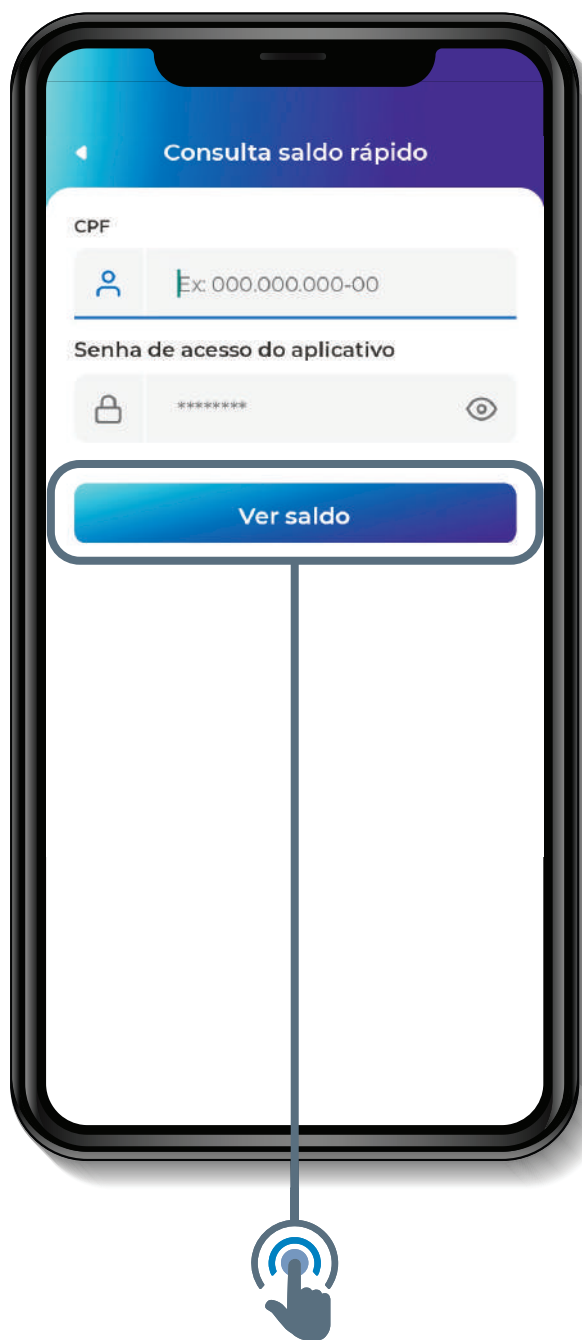 Consulta saldo rápido
CPF
Ex: 000.000.000-00
Senha de acesso do aplicativo
********
Ver saldo